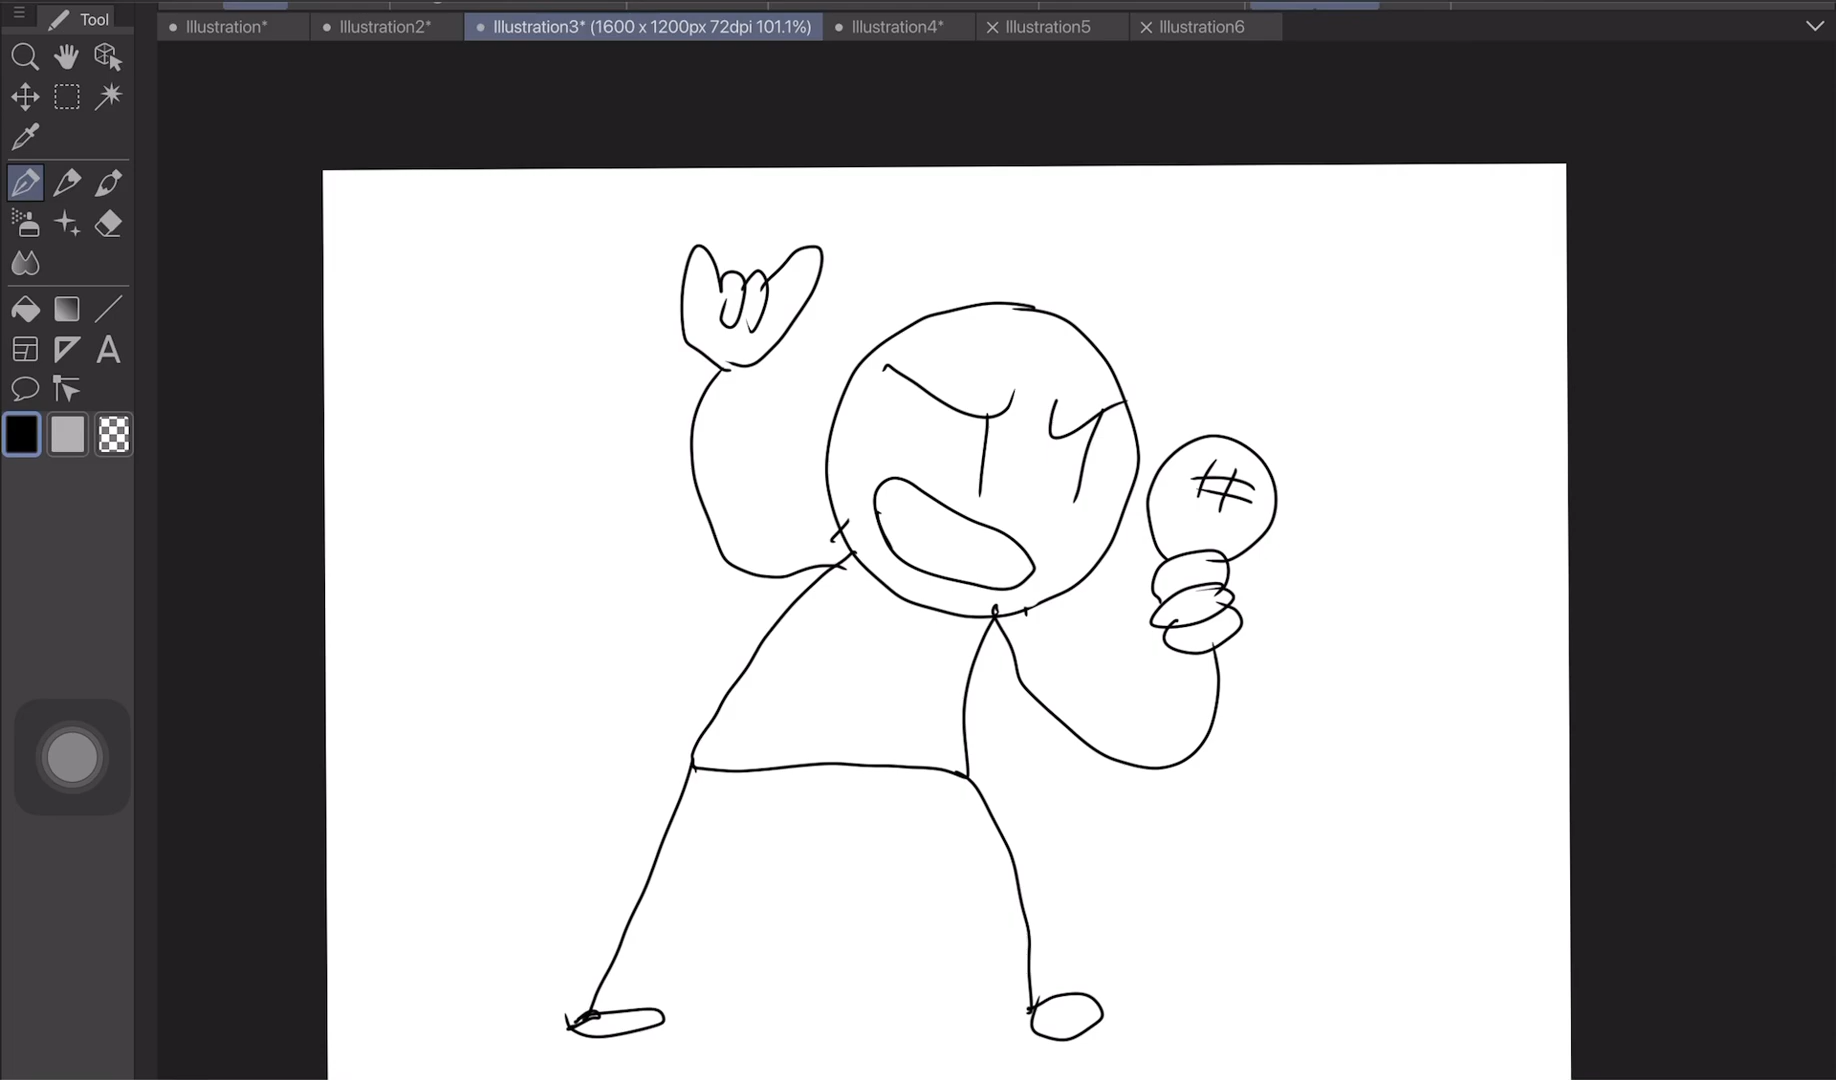 Tool
Illustration*
Illustration2*
Illustration3* (1600 x 1200px 72dpi 101.1%)
Illustration4*
Illustration5
Illustration6